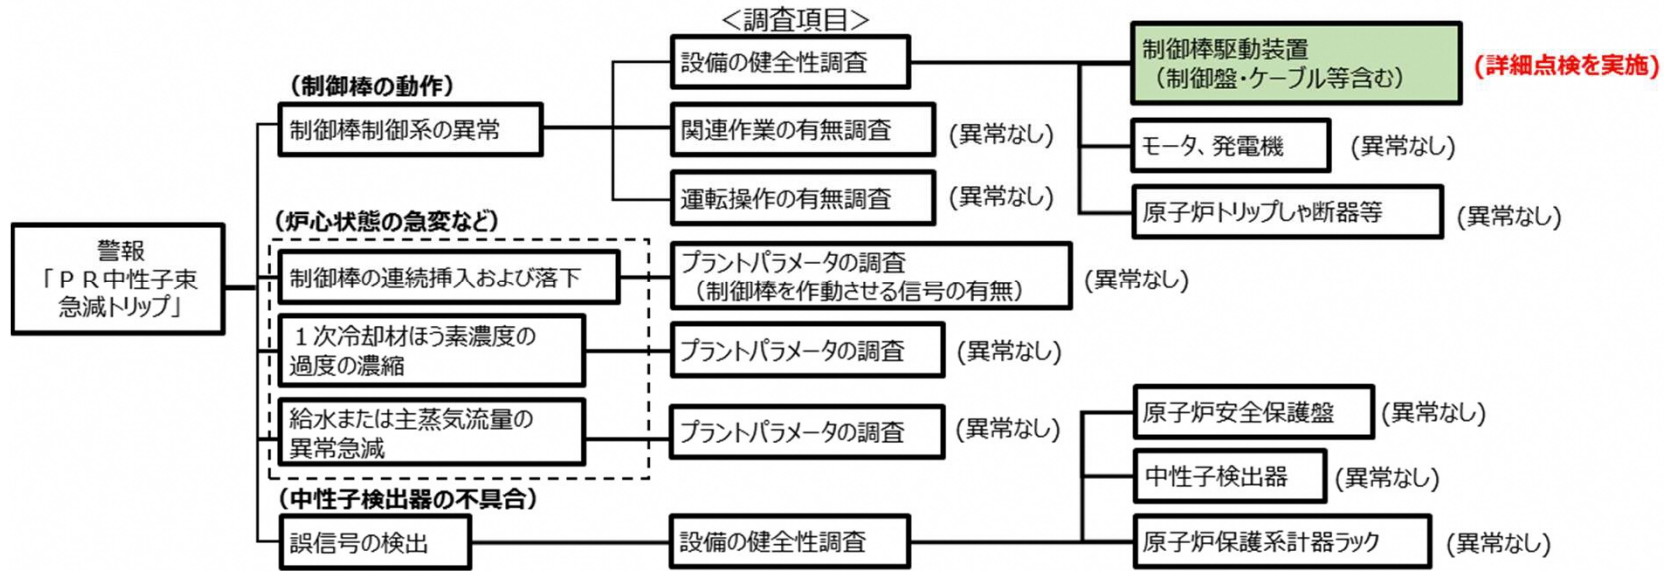 ＜調査項目＞
警報
「ＰＲ中性子束
急減トリップ」
(制御棒の動作)
制御棒制御系の異常
設備の健全性調査
制御棒駆動装置
（制御盤・ケーブル等含む）
(詳細点検を実施)
モータ、発電機
(異常なし)
原子炉トリップしゃ断器等
(異常なし)
関連作業の有無調査
(異常なし)
運転操作の有無調査
(異常なし)
(炉心状態の急変など)
制御棒の連続挿入および落下
プラントパラメータの調査
（制御棒を作動させる信号の有無）
(異常なし)
１次冷却材ほう素濃度の
過度の濃縮
プラントパラメータの調査
(異常なし)
給水または主蒸気流量の
異常急減
プラントパラメータの調査
(異常なし)
(中性子検出器の不具合)
誤信号の検出
設備の健全性調査
原子炉安全保護盤
(異常なし)
中性子検出器
(異常なし)
原子炉保護系計器ラック
(異常なし)